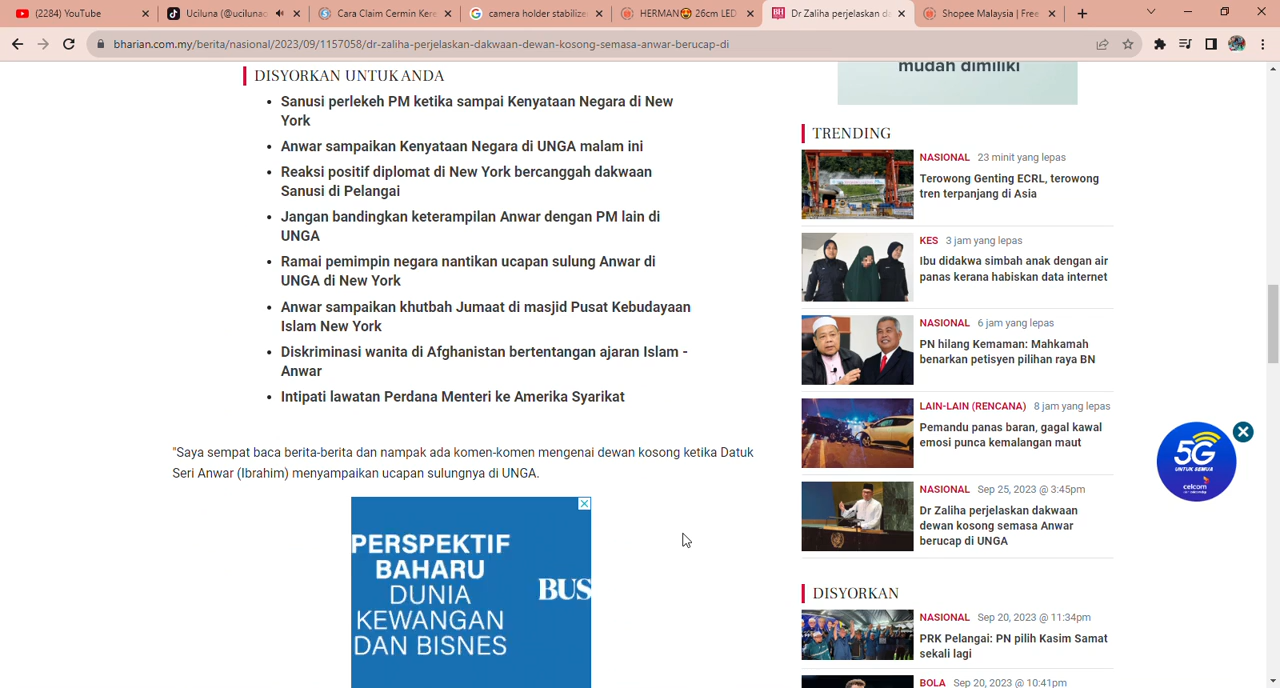 (2284) YouTube
Uciluna (@uciluna
Cara Claim Cermin Kere
camera holder stabilize
HERMAN😍 26cm LED
Dr Zaliha perjelaskan d
Shopee Malaysia | Free
bharian.com.my/berita/nasional/2023/09/1157058/dr-zaliha-perjelaskan-dakwaan-dewan-kosong-semasa-anwar-berucap-di
DISYORKAN UNTUK ANDA
• Sanusi perlekeh PM ketika sampai Kenyataan Negara di New
York
• Anwar sampaikan Kenyataan Negara di UNGA malam ini
• Reaksi positif diplomat di New York bercanggah dakwaan
Sanusi di Pelangai
• Jangan bandingkan keterampilan Anwar dengan PM lain di
UNGA
• Ramai pemimpin negara nantikan ucapan sulung Anwar di
UNGA di New York
• Anwar sampaikan khutbah Jumaat di masjid Pusat Kebudayaan
Islam New York
• Diskriminasi wanita di Afghanistan bertentangan ajaran Islam -
Anwar
• Intipati lawatan Perdana Menteri ke Amerika Syarikat
"Saya sempat baca berita-berita dan nampak ada komen-komen mengenai dewan kosong ketika Datuk
Seri Anwar (Ibrahim) menyampaikan ucapan sulungnya di UNGA.
PERSPEKTIF
BAHARU
DUNIA
KEWANGAN
DAN BISNES
BUS
mudah dimiliki
TRENDING
NASIONAL 23 minit yang lepas
Terowong Genting ECRL, terowong
tren terpanjang di Asia
KES 3 jam yang lepas
Ibu didakwa simbah anak dengan air
panas kerana habiskan data internet
NASIONAL 6 jam yang lepas
PN hilang Kemaman: Mahkamah
benarkan petisyen pilihan raya BN
LAIN-LAIN (RENCANA) 8 jam yang lepas
Pemandu panas baran, gagal kawal
emosi punca kemalangan maut
NASIONAL Sep 25, 2023 @ 3:45pm
Dr Zaliha perjelaskan dakwaan
dewan kosong semasa Anwar
berucap di UNGA
DISYORKAN
NASIONAL Sep 20, 2023 @ 11:34pm
PRK Pelangai: PN pilih Kasim Samat
sekali lagi
BOLA Sep 20, 2023 @ 10:41pm
5G
UNTUK SEMUA
celcom